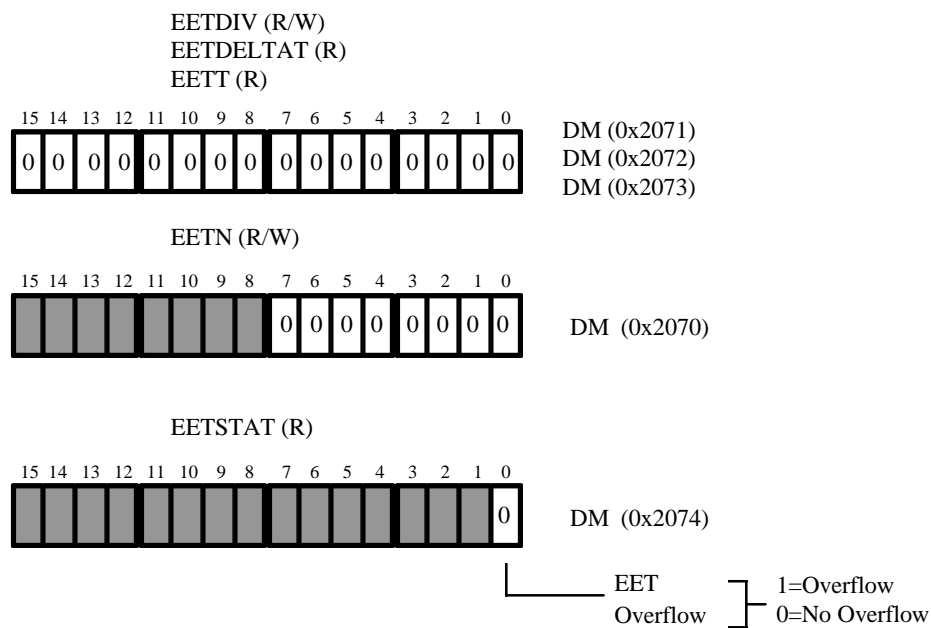 EETDIV (R/W)
EETDELTAT (R)
EETT (R)
15 14 13 12 11 10 9 8 7 6 5 4 3 2 1 0
0 0 0 0 0 0 0 0 0 0 0 0 0 0 0 0
DM (0x2071)
DM (0x2072)
DM (0x2073)
EETN (R/W)
15 14 13 12 11 10 9 8 7 6 5 4 3 2 1 0
0 0 0 0 0 0 0 0
DM (0x2070)
EETSTAT (R)
15 14 13 12 11 10 9 8 7 6 5 4 3 2 1 0
0
DM (0x2074)
EET
Overflow
1=Overflow
0=No Overflow